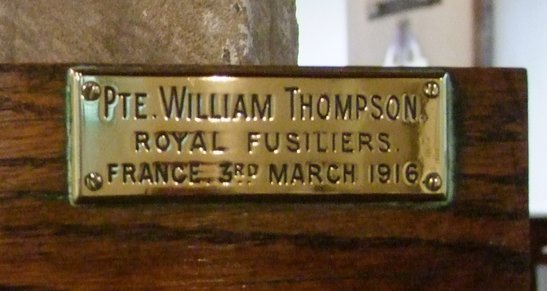 PTE. WILLIAM THOMPSON.
ROYAL FUSILIERS.
FRANCE. 3RD MARCH 1916.